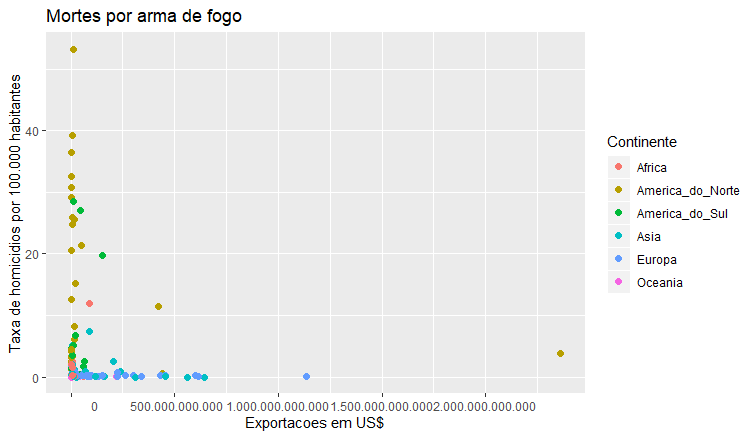 Mortes por arma de fogo
Taxa de homicidios por 100.000 habitantes
40
20
0
0 500.000.000.000 1.000.000.000.000 1.500.000.000.000 2.000.000.000.000
Exportacoes em US$
Continente
Africa
America_do_Norte
America_do_Sul
Asia
Europa
Oceania